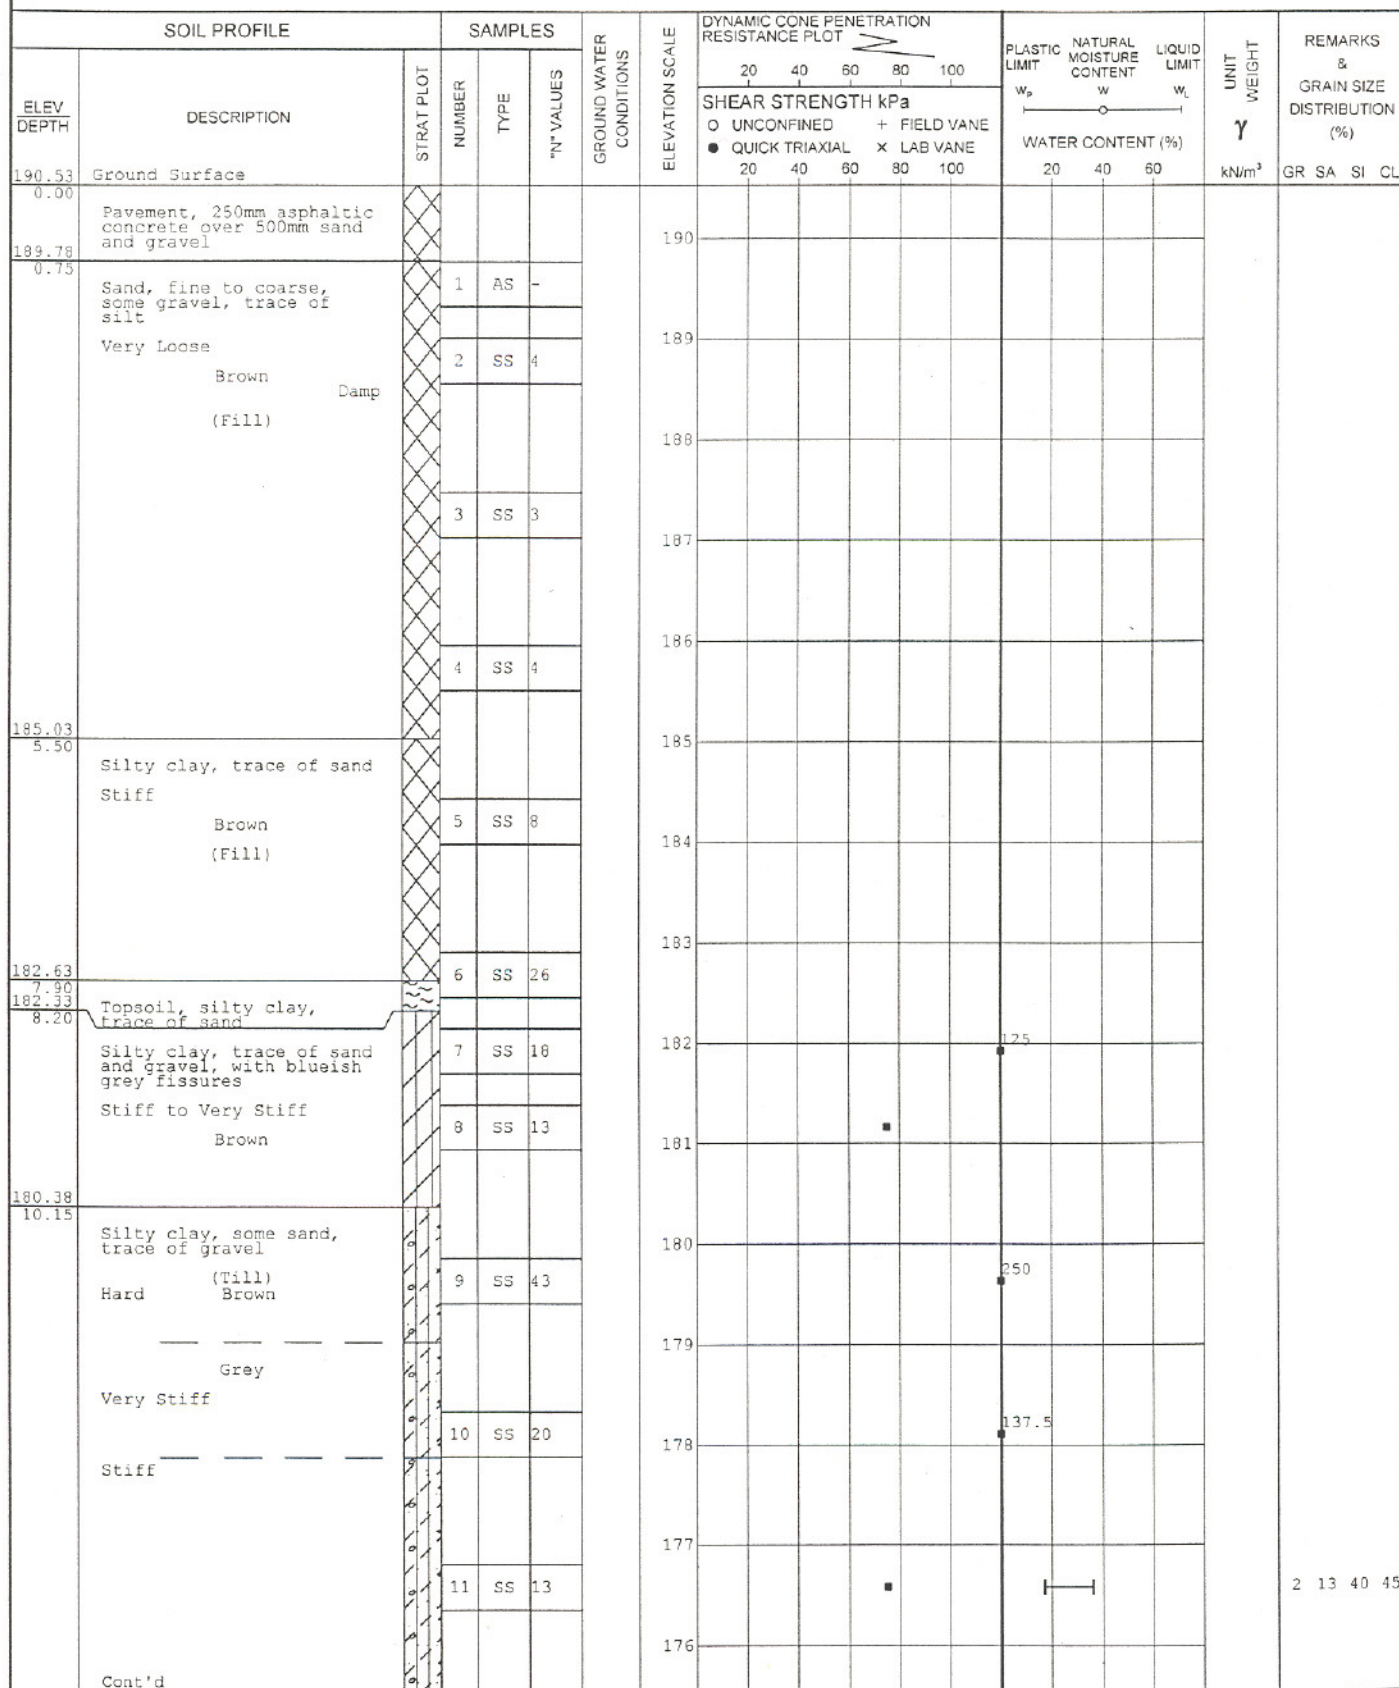 SOIL PROFILE
SAMPLES
GROUND WATER
CONDITIONS
ELEVATION SCALE
DYNAMIC CONE PENETRATION
RESISTANCE PLOT
20 40 60 80 100
SHEAR STRENGTH kPa
O UNCONFINED + FIELD VANE
● QUICK TRIAXIAL × LAB VANE
20 40 60 80 100
PLASTIC
LIMIT
NATURAL
MOISTURE
CONTENT
LIQUID
LIMIT
WP W WL
WATER CONTENT (%)
20 40 60
UNIT
WEIGHT
γ
kN/m³
REMARKS
&
GRAIN SIZE
DISTRIBUTION
(%)
GR SA SI CL
ELEV
DEPTH
DESCRIPTION
STRAT PLOT
NUMBER
TYPE
"N" VALUES
190.53 Ground Surface
0.00
Pavement, 250mm asphaltic
concrete over 500mm sand
and gravel
190
189.78
0.75
Sand, fine to coarse,
some gravel, trace of
silt
1 AS -
Very Loose
189
2 SS 4
Brown
Damp
(Fill)
188
3 SS 3
187
186
4 SS 4
185.03
5.50
185
Silty clay, trace of sand
Stiff
Brown
5 SS 8
(Fill)
184
183
182.63
6 SS 26
7.90
182.33
8.20
Topsoil, silty clay,
trace of sand
182
125
Silty clay, trace of sand
and gravel, with blueish
grey fissures
7 SS 18
Stiff to Very Stiff
8 SS 13
Brown
181
180.38
10.15
Silty clay, some sand,
trace of gravel
180
(Till)
Hard Brown
9 SS 43
250
179
Grey
Very Stiff
10 SS 20
137.5
178
Stiff
177
11 SS 13
2 13 40 45
176
Cont'd